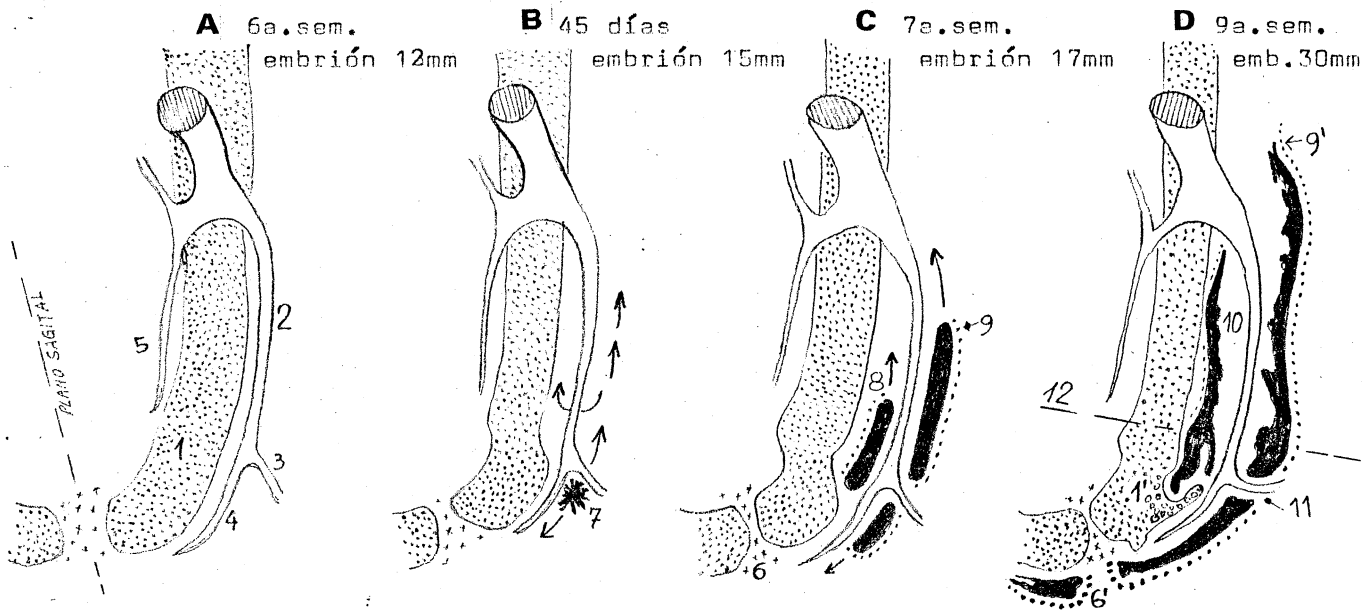 A 6a.sem.
embrión 12mm
B 45 días
embrión 15mm
C 7a.sem.
embrión 17mm
D 9a.sem.
emb.30mm
PLANO SAGITAL
1
2
3
4
5
7
6
8
9
9'
10
12
1'
11
6'